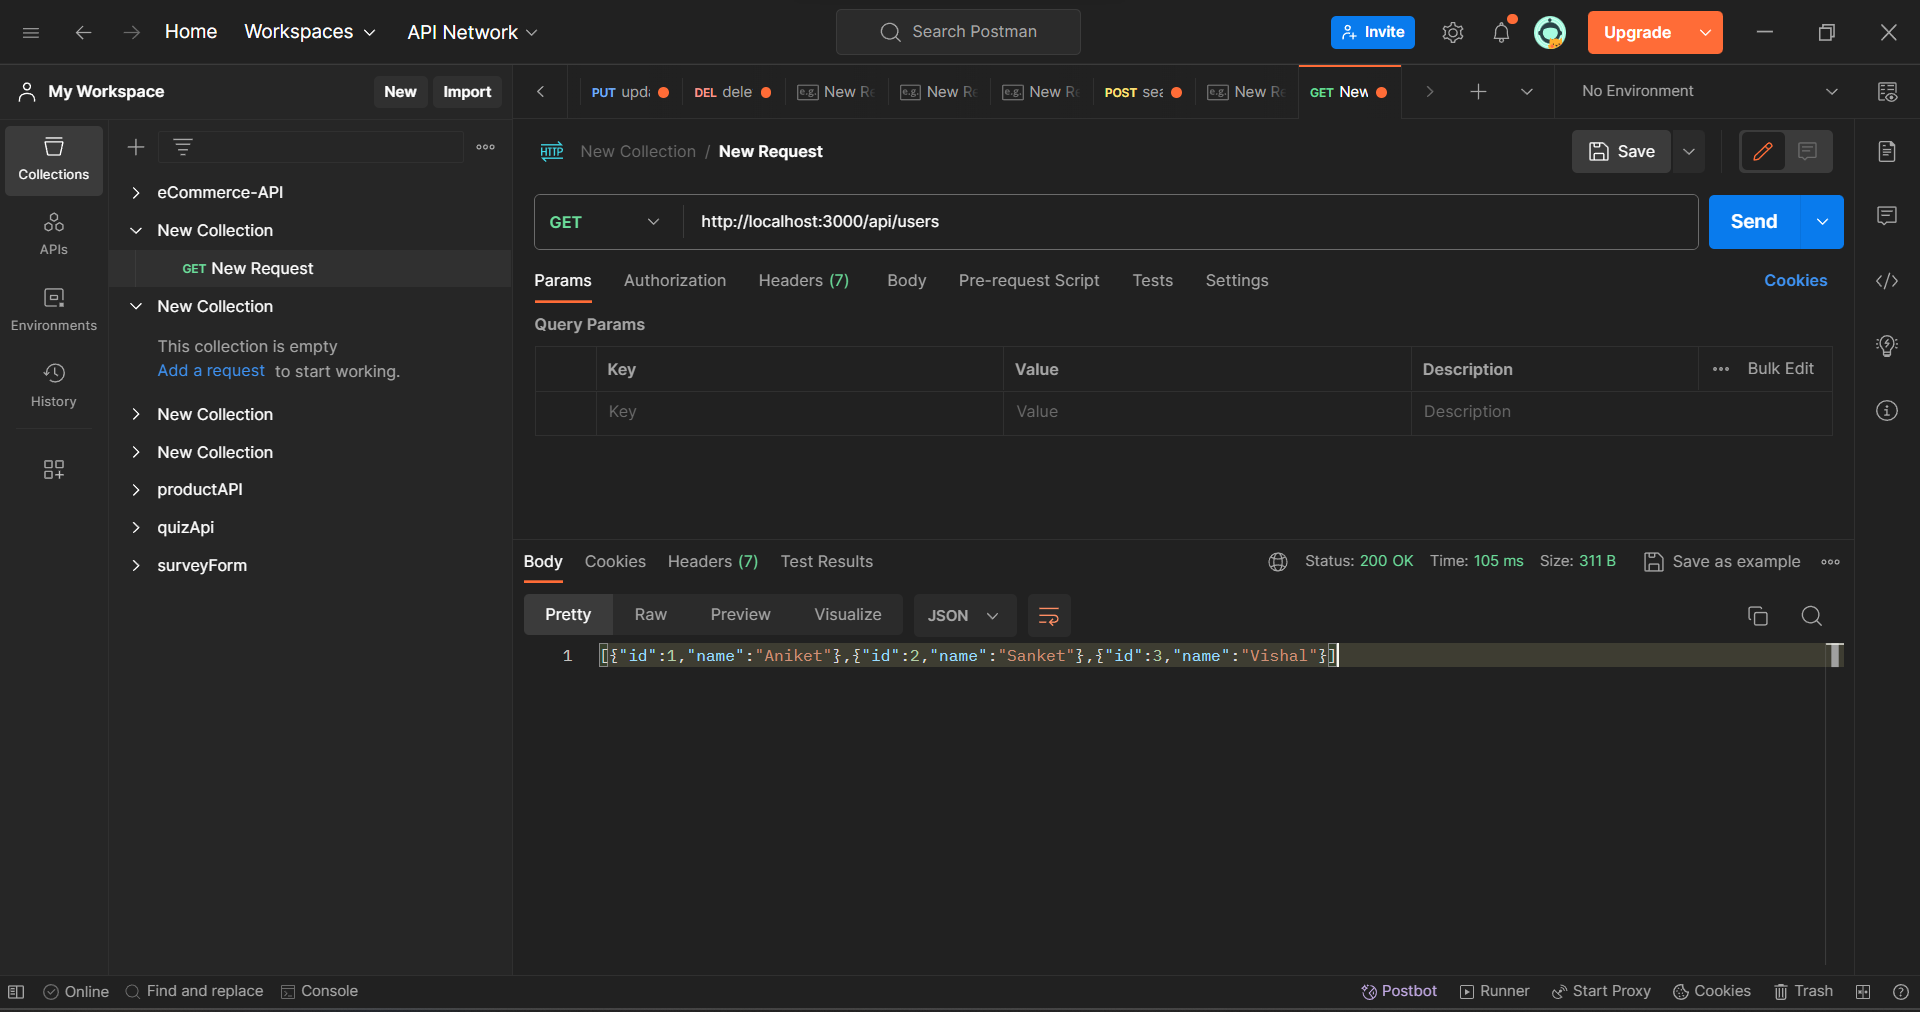 Home Workspaces API Network Search Postman Invite Upgrade
My Workspace New Import
PUT upd DEL dele e.g. New Re e.g. New Re e.g. New Re POST sea e.g. New Re GET New No Environment
Collections
APIs
Environments
History
eCommerce-API
New Collection
GET New Request
New Collection
This collection is empty
Add a request to start working.
New Collection
New Collection
productAPI
quizApi
surveyForm
HTTP New Collection / New Request Save
GET http://localhost:3000/api/users Send
Params Authorization Headers (7) Body Pre-request Script Tests Settings Cookies
Query Params
Key Value Description Bulk Edit
Key Value Description
Body Cookies Headers (7) Test Results Status: 200 OK Time: 105 ms Size: 311 B Save as example
Pretty Raw Preview Visualize JSON
1 [{"id":1,"name":"Aniket"},{"id":2,"name":"Sanket"},{"id":3,"name":"Vishal"}]
Online Find and replace Console Postbot Runner Start Proxy Cookies Trash